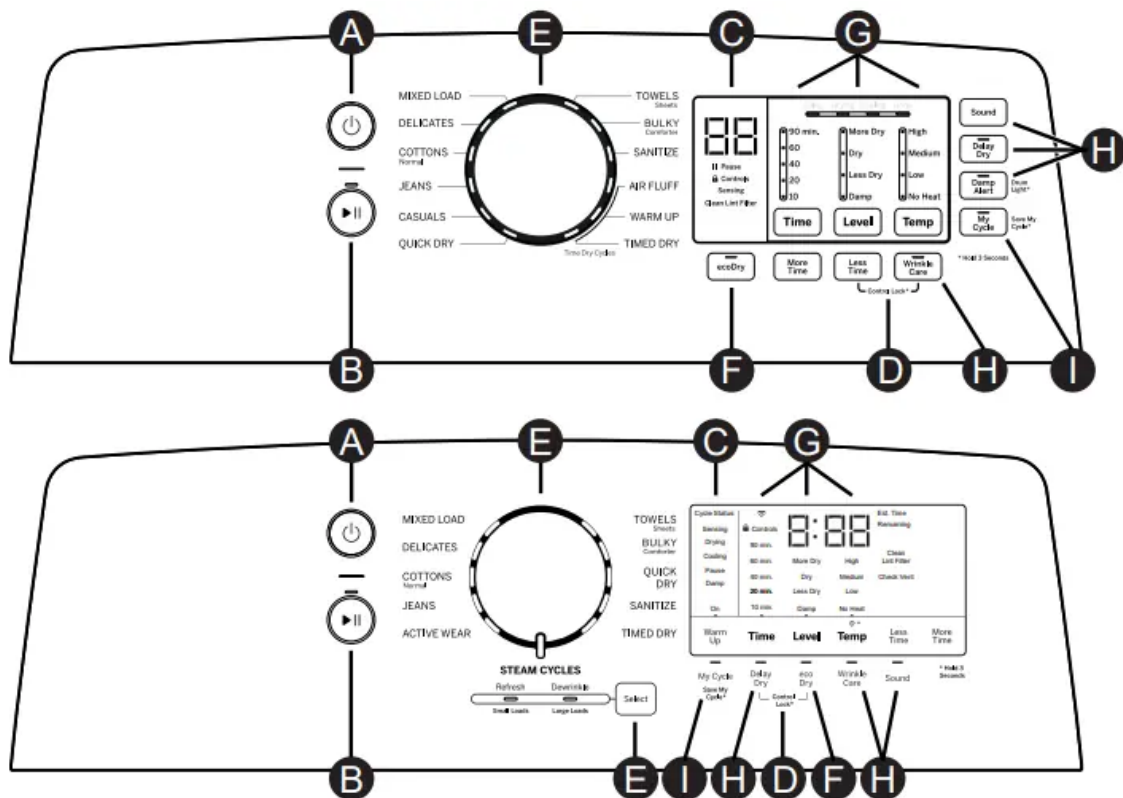 A
E
C
G
MIXED LOAD
DELICATES
COTTONS
Normal
JEANS
CASUALS
QUICK DRY
TOWELS
Sheets
BULKY
Comforter
SANITIZE
AIR FLUFF
WARM UP
TIMED DRY
Time Dry Cycles
88
Pause
Controls
Sensing
Clean Lint Filter
90 min.
60
40
20
10
Time
More Dry
Dry
Less Dry
Damp
Level
High
Medium
Low
No Heat
Temp
Sound
Delay
Dry
Damp
Alert
Drum
Light*
My
Cycle
Save My
Cycle*
* Hold 3 Seconds
H
ecoDry
More
Time
Less
Time
Wrinkle
Care
Control Lock*
B
F
D
H
I
A
E
C
G
MIXED LOAD
DELICATES
COTTONS
Normal
JEANS
ACTIVE WEAR
TOWELS
Sheets
BULKY
Comforter
QUICK
DRY
SANITIZE
TIMED DRY
STEAM CYCLES
Refresh
Dewrinkle
Small Loads
Large Loads
Select
Cycle Status
Sensing
Drying
Cooling
Pause
Damp
On
Warm
Up
Controls
90 min.
60 min.
40 min.
20 min.
10 min.
Time
8:88
More Dry
Dry
Less Dry
Damp
Level
High
Medium
Low
No Heat
Temp
Est. Time
Remaining
Clean
Lint Filter
Check Vent
Less
Time
More
Time
My Cycle
Save My
Cycle*
Delay
Dry
eco
Dry
Control
Lock*
Wrinkle
Care
Sound
* Hold 3
Seconds
B
E
I
H
D
F
H